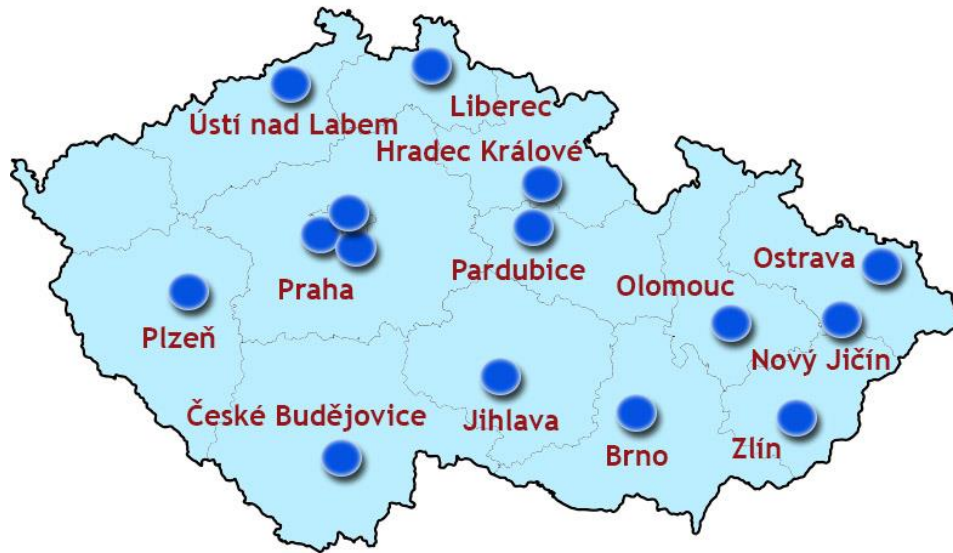 Liberec
Ústí nad Labem
Hradec Králové
Ostrava
Pardubice
Olomouc
Praha
Plzeň
Nový Jičín
České Budějovice
Jihlava
Zlín
Brno